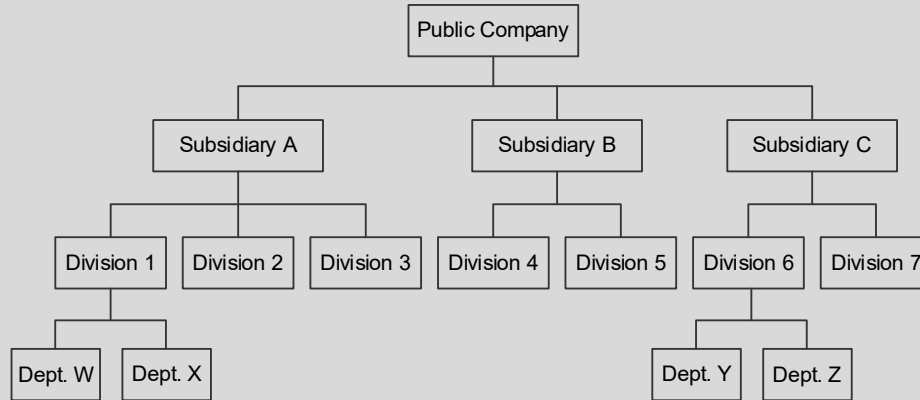 Public Company
Subsidiary A
Subsidiary B
Subsidiary C
Division 1
Division 2
Division 3
Division 4
Division 5
Division 6
Division 7
Dept. W
Dept. X
Dept. Y
Dept. Z